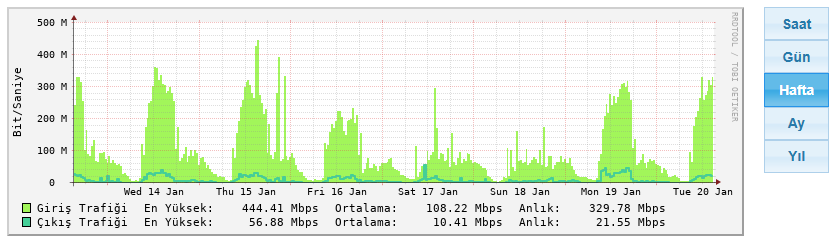 500 M
400 M
300 M
200 M
100 M
0
Bit/Saniye
Wed 14 Jan Thu 15 Jan Fri 16 Jan Sat 17 Jan Sun 18 Jan Mon 19 Jan Tue 20 Jan
Giriş Trafiği En Yüksek: 444.41 Mbps Ortalama: 108.22 Mbps Anlık: 329.78 Mbps
Çıkış Trafiği En Yüksek: 56.88 Mbps Ortalama: 10.41 Mbps Anlık: 21.55 Mbps
RRDTOOL / TOBI OETIKER
Saat
Gün
Hafta
Ay
Yıl